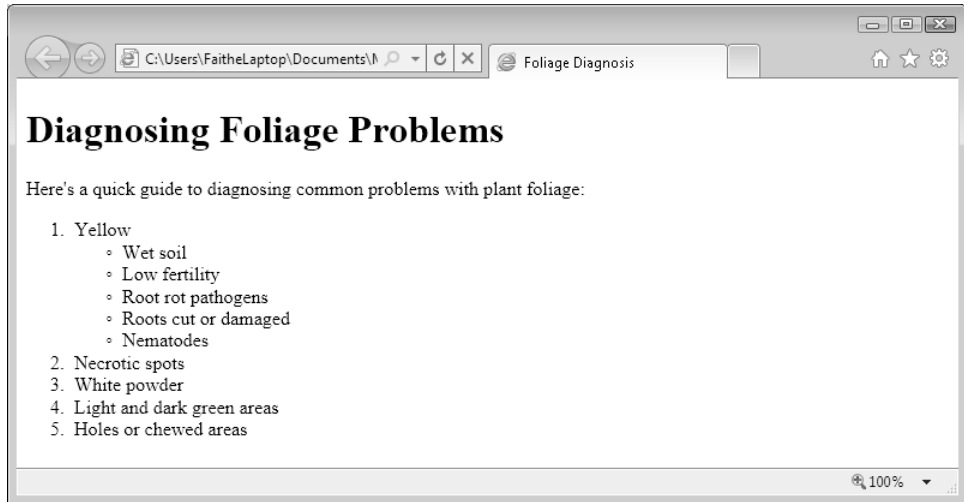 C:\Users\FaitheLaptop\Documents\
Foliage Diagnosis
Diagnosing Foliage Problems
Here's a quick guide to diagnosing common problems with plant foliage:
1. Yellow
◦ Wet soil
◦ Low fertility
◦ Root rot pathogens
◦ Roots cut or damaged
◦ Nematodes
2. Necrotic spots
3. White powder
4. Light and dark green areas
5. Holes or chewed areas
100%